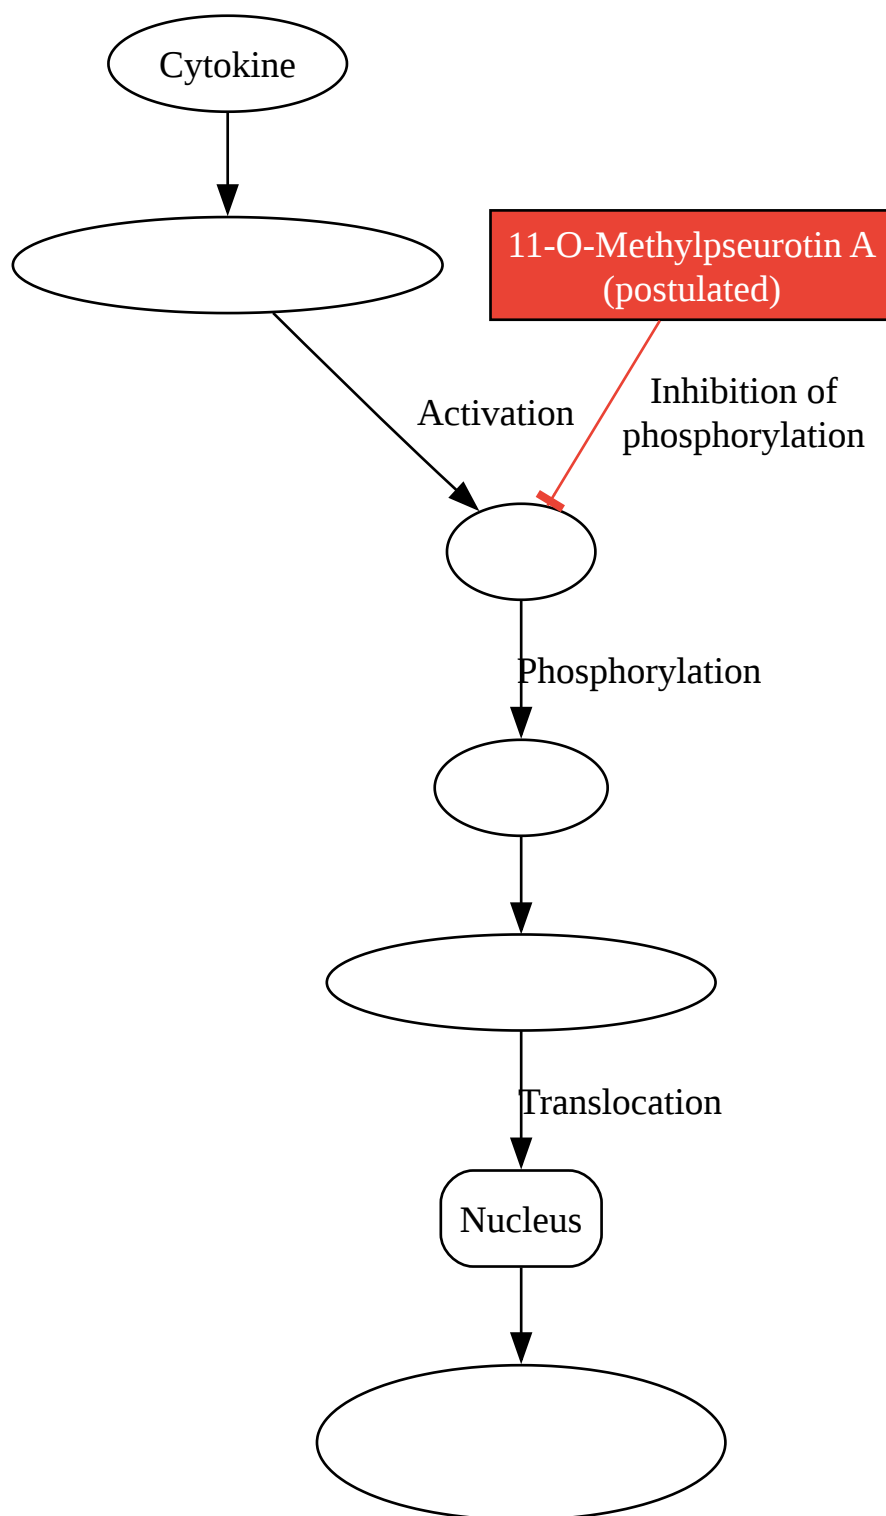 Cytokine
11-O-Methylpseurotin A
(postulated)
Inhibition of
phosphorylation
Activation
Phosphorylation
Translocation
Nucleus